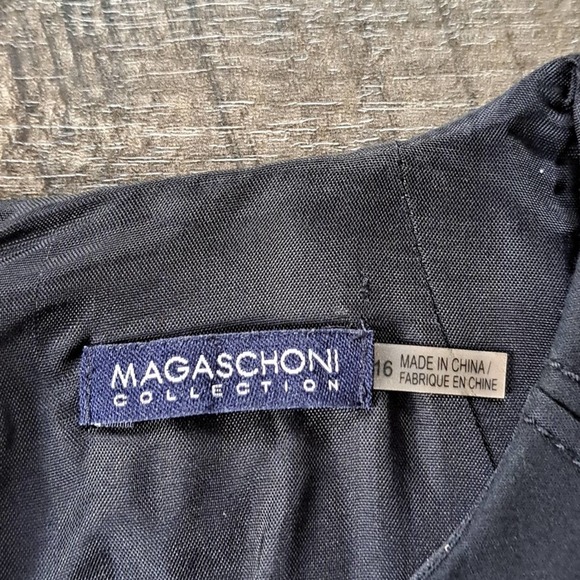 MAGASCHONI
COLLECTION
16
MADE IN CHINA/
FABRIQUE EN CHINE